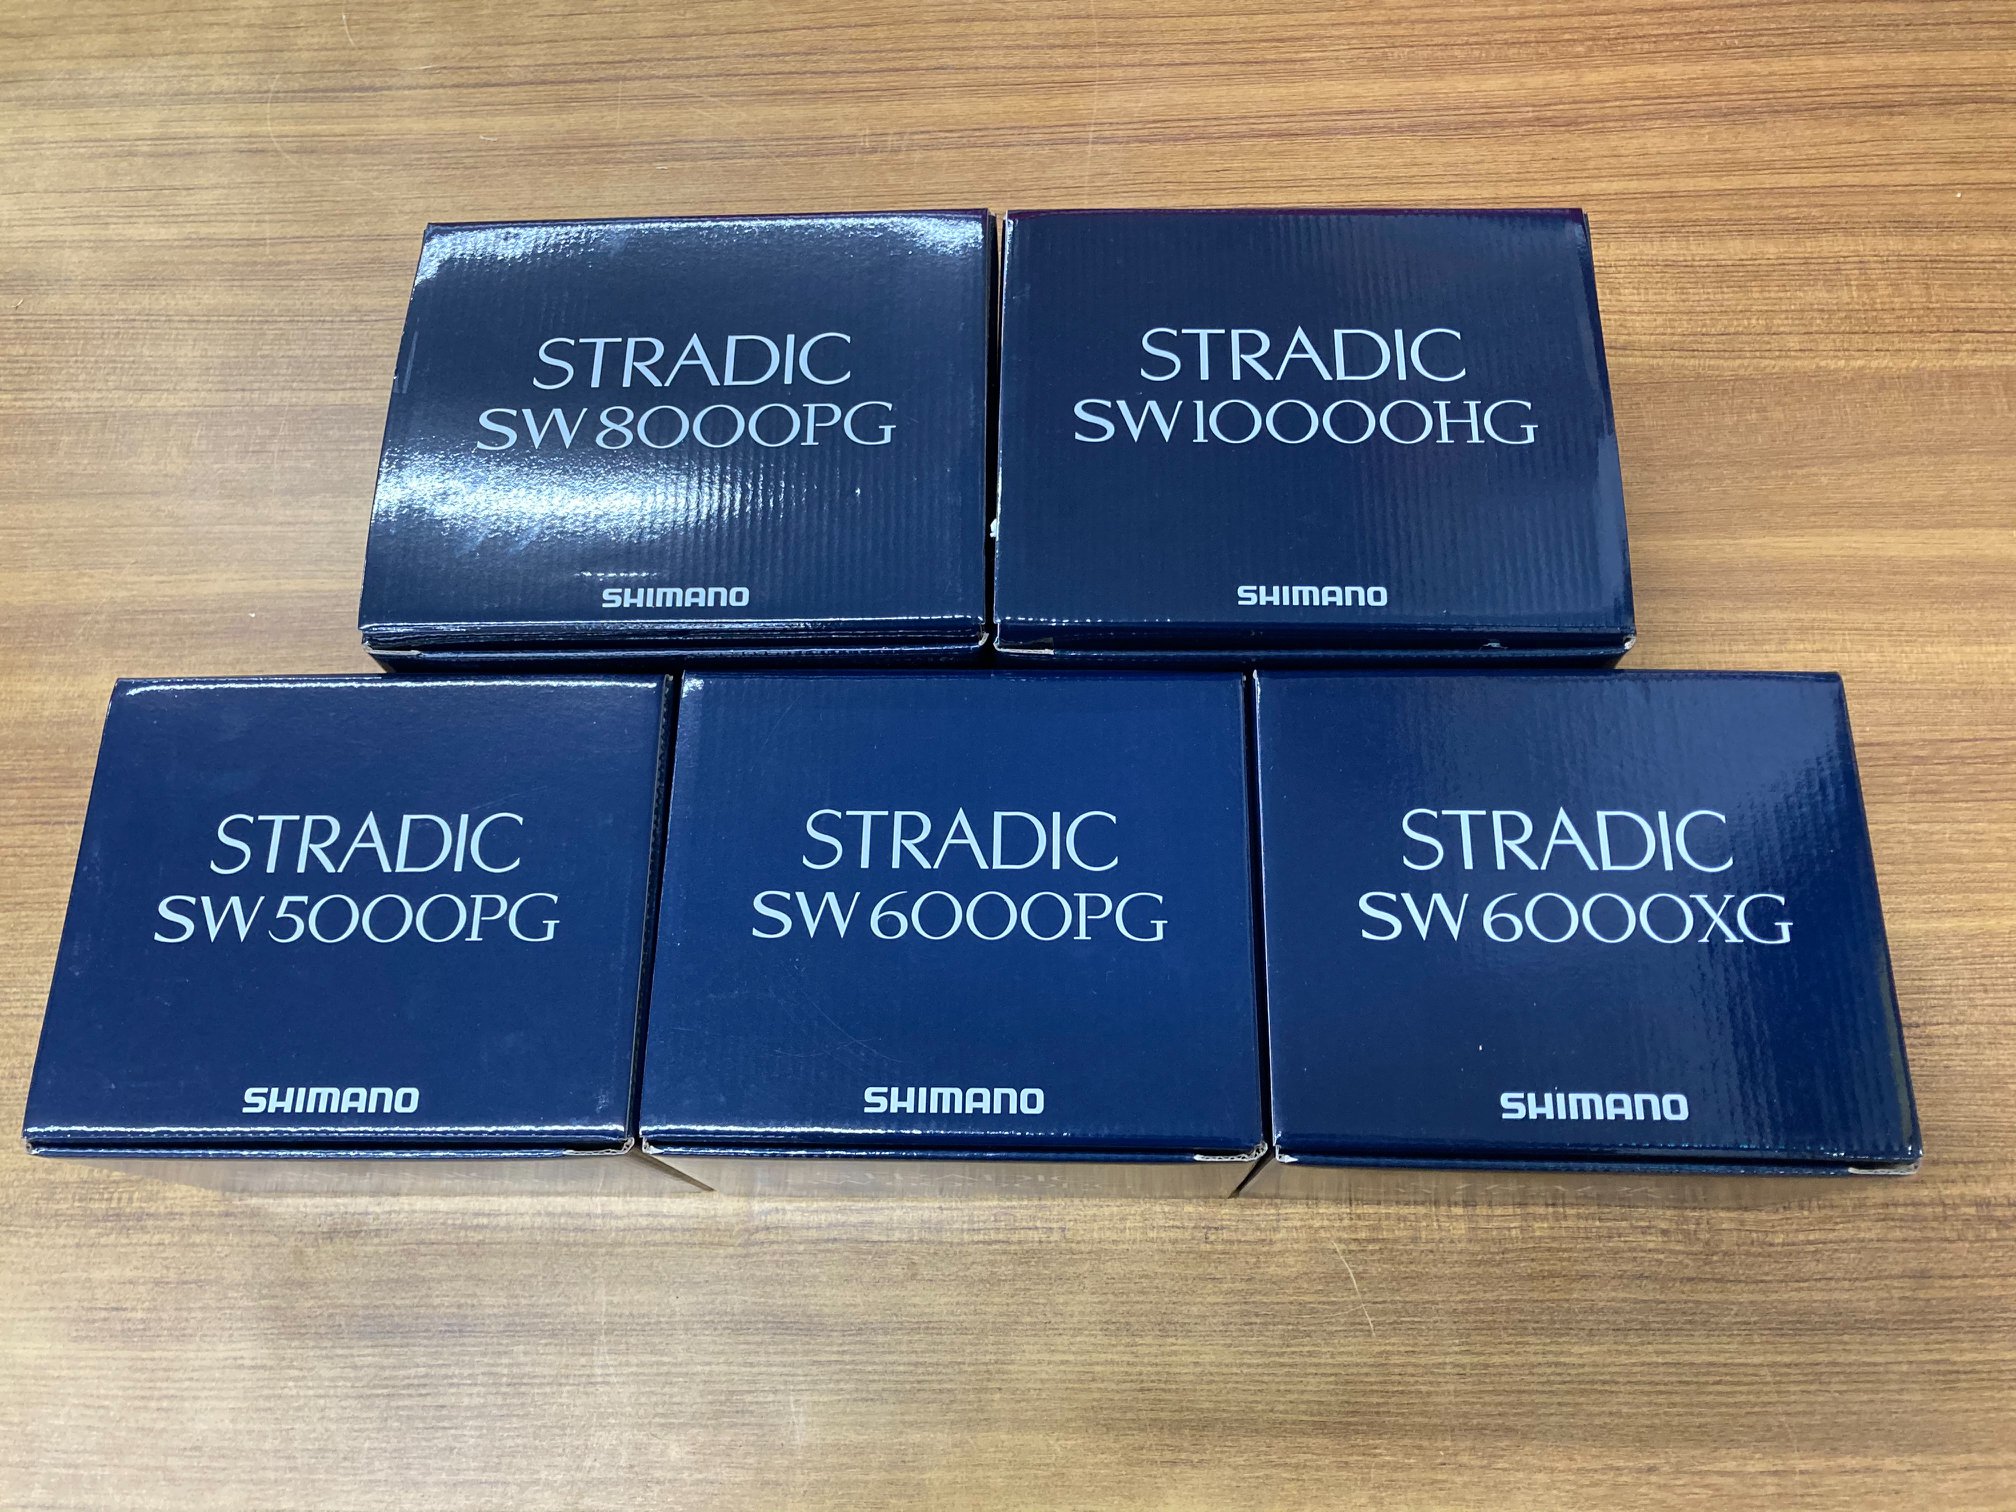 STRADIC
SW 8000PG
SHIMANO
STRADIC
SW 10000HG
SHIMANO
STRADIC
SW 5000PG
SHIMANO
STRADIC
SW 6000PG
SHIMANO
STRADIC
SW 6000XG
SHIMANO